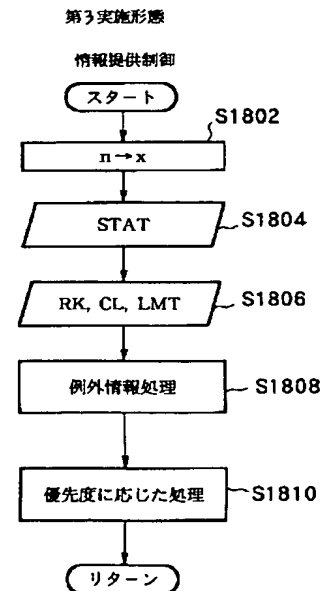 第3実施形態
情報提供制御
スタート
S1802
n→x
STAT
S1804
RK, CL, LMT
S1806
例外情報処理
S1808
優先度に応じた処理
S1810
リターン